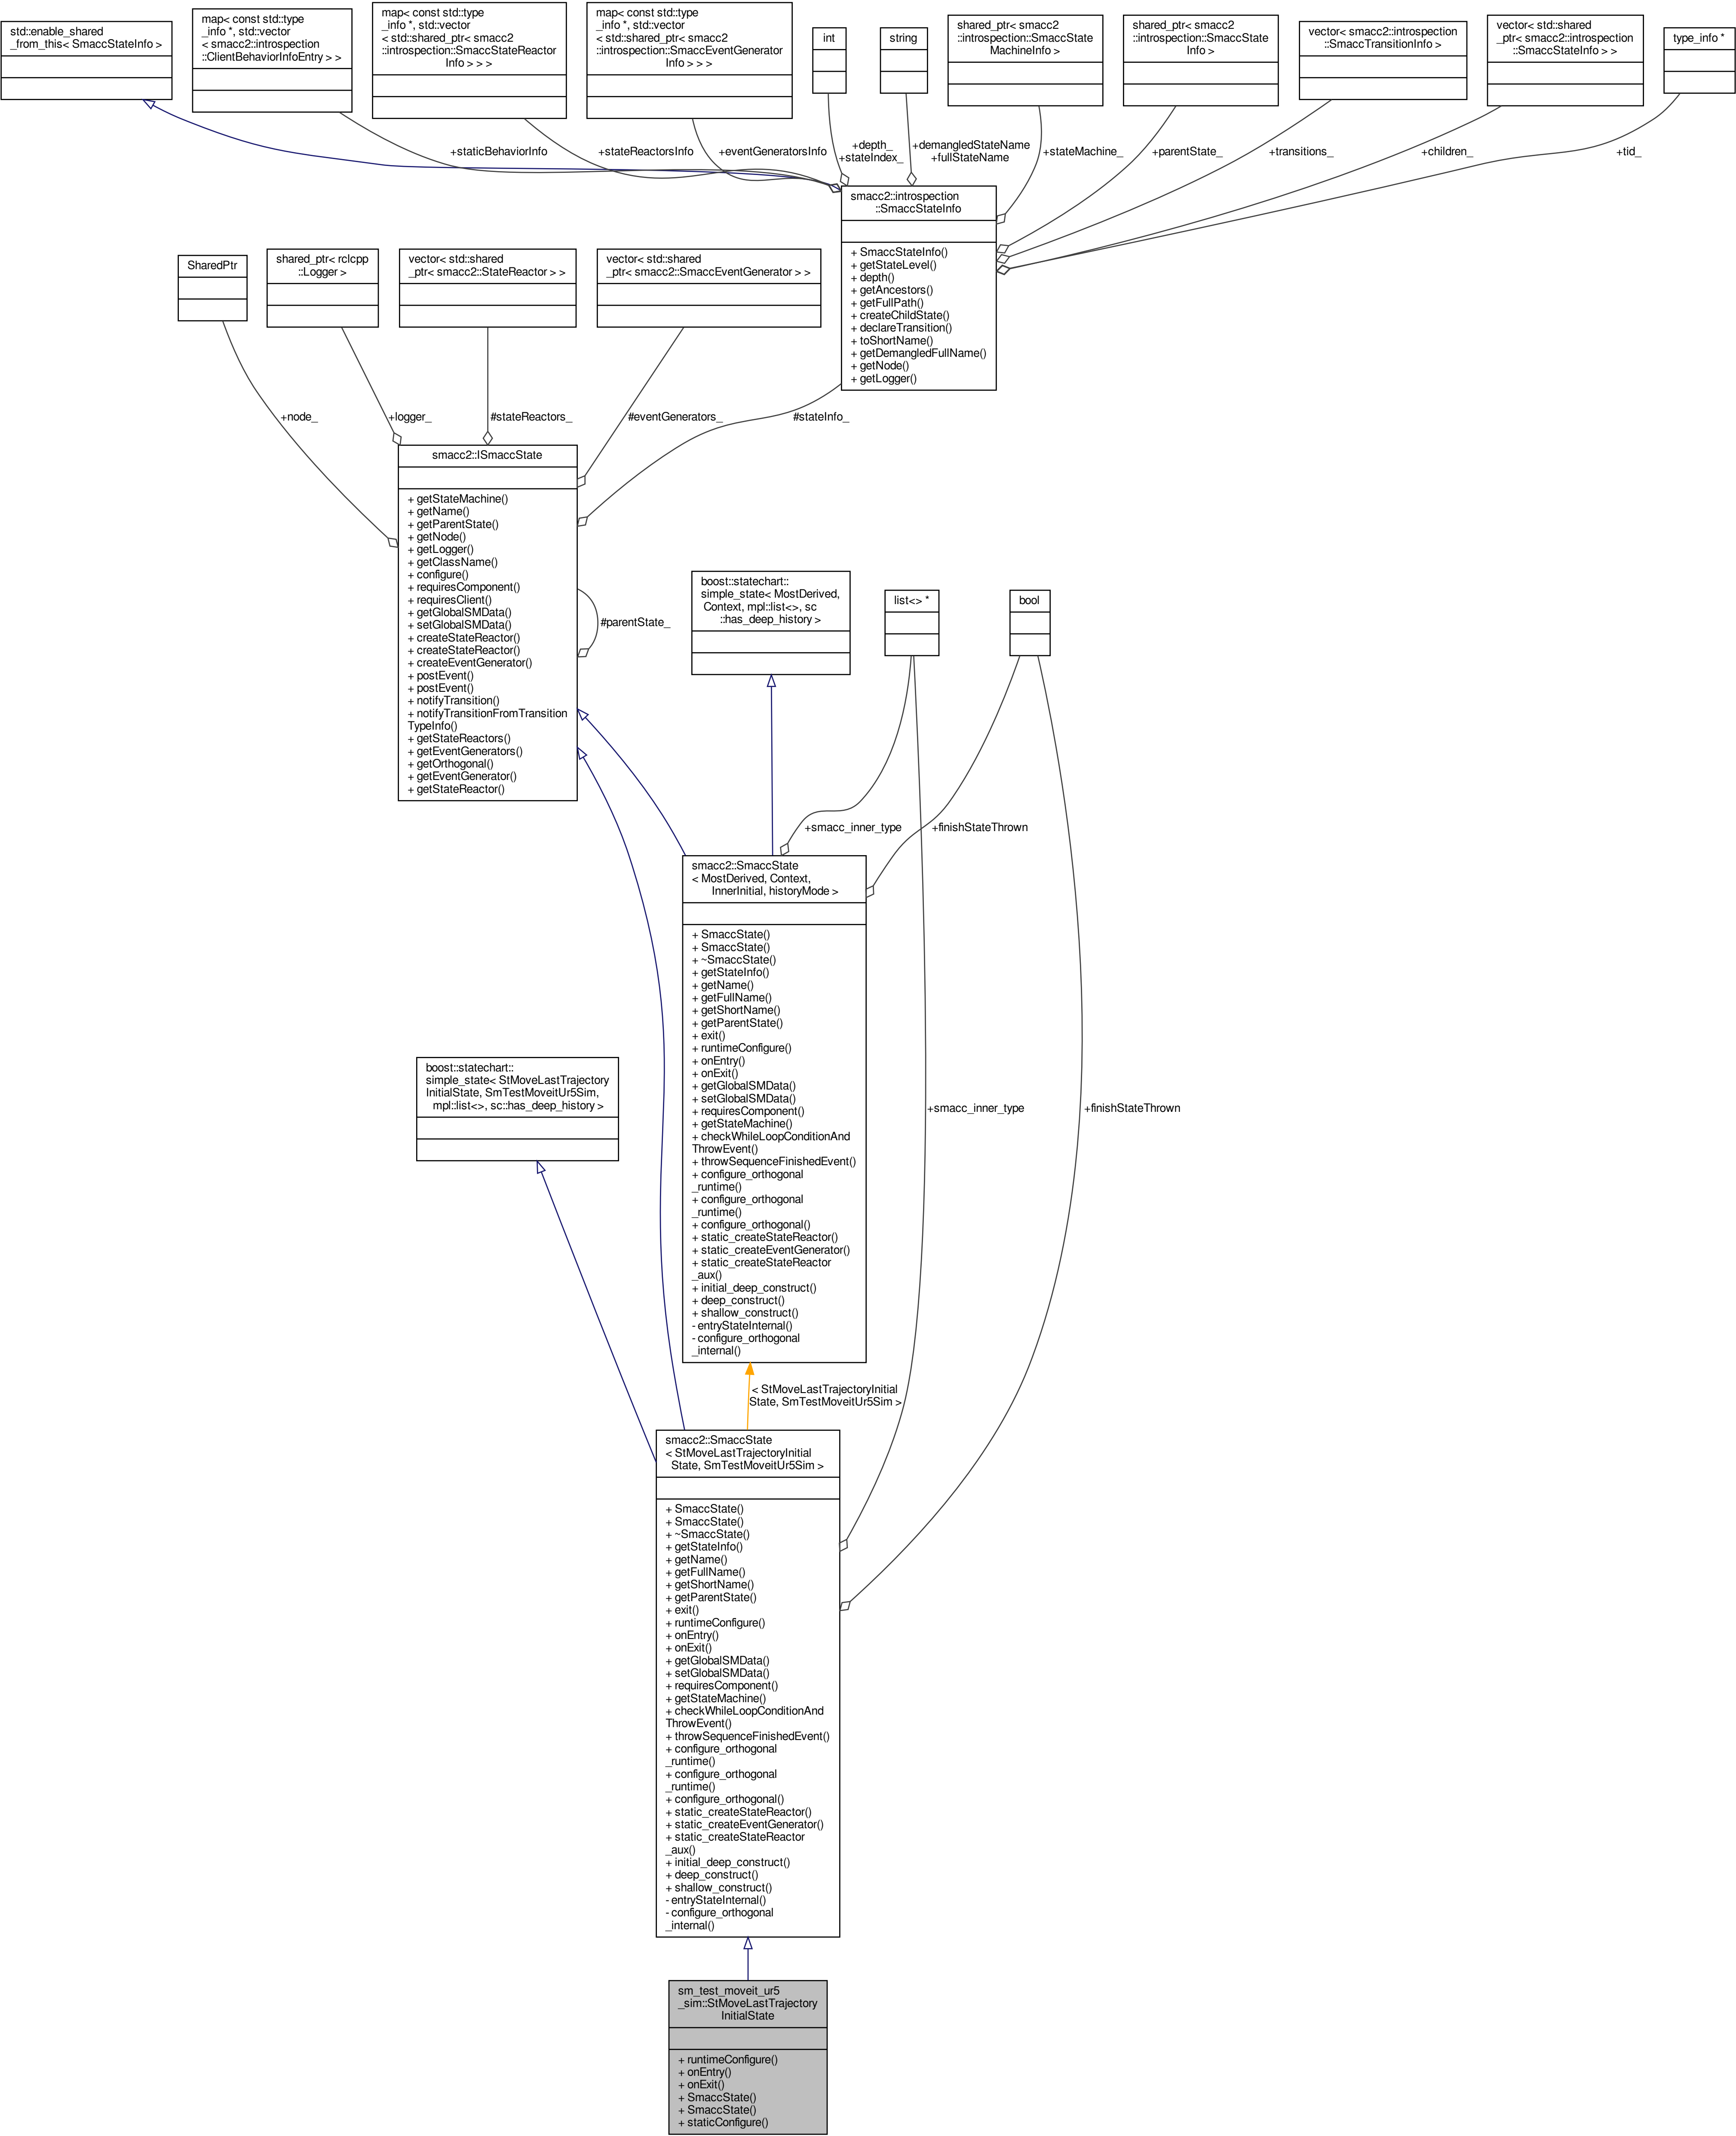 std::enable_shared
_from_this< SmaccStateInfo >
map< const std::type
_info *, std::vector
< smacc2::introspection
::ClientBehaviorInfoEntry > >
map< const std::type
_info *, std::vector
< std::shared_ptr< smacc2
::introspection::SmaccStateReactor
Info > > >
map< const std::type
_info *, std::vector
< std::shared_ptr< smacc2
::introspection::SmaccEventGenerator
Info > > >
int
string
shared_ptr< smacc2
::introspection::SmaccState
MachineInfo >
shared_ptr< smacc2
::introspection::SmaccState
Info >
vector< smacc2::introspection
::SmaccTransitionInfo >
vector< std::shared
_ptr< smacc2::introspection
::SmaccStateInfo > >
type_info *
+staticBehaviorInfo
+stateReactorsInfo
+eventGeneratorsInfo
+depth_
+stateIndex_
+demangledStateName
+fullStateName
+stateMachine_
+parentState_
+transitions_
+children_
+tid_
smacc2::introspection
::SmaccStateInfo
+ SmaccStateInfo()
+ getStateLevel()
+ depth()
+ getAncestors()
+ getFullPath()
+ createChildState()
+ declareTransition()
+ toShortName()
+ getDemangledFullName()
+ getNode()
+ getLogger()
SharedPtr
shared_ptr< rclcpp
::Logger >
vector< std::shared
_ptr< smacc2::StateReactor > >
vector< std::shared
_ptr< smacc2::SmaccEventGenerator > >
+node_
+logger_
#stateReactors_
#eventGenerators_
#stateInfo_
smacc2::ISmaccState
+ getStateMachine()
+ getName()
+ getParentState()
+ getNode()
+ getLogger()
+ getClassName()
+ configure()
+ requiresComponent()
+ requiresClient()
+ getGlobalSMData()
+ setGlobalSMData()
+ createStateReactor()
+ createStateReactor()
+ createEventGenerator()
+ postEvent()
+ postEvent()
+ notifyTransition()
+ notifyTransitionFromTransition
TypeInfo()
+ getStateReactors()
+ getEventGenerators()
+ getOrthogonal()
+ getEventGenerator()
+ getStateReactor()
#parentState_
boost::statechart::
simple_state< MostDerived,
Context, mpl::list<>, sc
::has_deep_history >
list<> *
bool
+smacc_inner_type
+finishStateThrown
smacc2::SmaccState
< MostDerived, Context,
InnerInitial, historyMode >
+ SmaccState()
+ SmaccState()
+ ~SmaccState()
+ getStateInfo()
+ getName()
+ getFullName()
+ getShortName()
+ getParentState()
+ exit()
+ runtimeConfigure()
+ onEntry()
+ onExit()
+ getGlobalSMData()
+ setGlobalSMData()
+ requiresComponent()
+ getStateMachine()
+ checkWhileLoopConditionAnd
ThrowEvent()
+ throwSequenceFinishedEvent()
+ configure_orthogonal
_runtime()
+ configure_orthogonal
_runtime()
+ configure_orthogonal()
+ static_createStateReactor()
+ static_createEventGenerator()
+ static_createStateReactor
_aux()
+ initial_deep_construct()
+ deep_construct()
+ shallow_construct()
- entryStateInternal()
- configure_orthogonal
_internal()
boost::statechart::
simple_state< StMoveLastTrajectory
InitialState, SmTestMoveitUr5Sim,
mpl::list<>, sc::has_deep_history >
+smacc_inner_type
+finishStateThrown
< StMoveLastTrajectoryInitial
State, SmTestMoveitUr5Sim >
smacc2::SmaccState
< StMoveLastTrajectoryInitial
State, SmTestMoveitUr5Sim >
+ SmaccState()
+ SmaccState()
+ ~SmaccState()
+ getStateInfo()
+ getName()
+ getFullName()
+ getShortName()
+ getParentState()
+ exit()
+ runtimeConfigure()
+ onEntry()
+ onExit()
+ getGlobalSMData()
+ setGlobalSMData()
+ requiresComponent()
+ getStateMachine()
+ checkWhileLoopConditionAnd
ThrowEvent()
+ throwSequenceFinishedEvent()
+ configure_orthogonal
_runtime()
+ configure_orthogonal
_runtime()
+ configure_orthogonal()
+ static_createStateReactor()
+ static_createEventGenerator()
+ static_createStateReactor
_aux()
+ initial_deep_construct()
+ deep_construct()
+ shallow_construct()
- entryStateInternal()
- configure_orthogonal
_internal()
sm_test_moveit_ur5
_sim::StMoveLastTrajectory
InitialState
+ runtimeConfigure()
+ onEntry()
+ onExit()
+ SmaccState()
+ SmaccState()
+ staticConfigure()